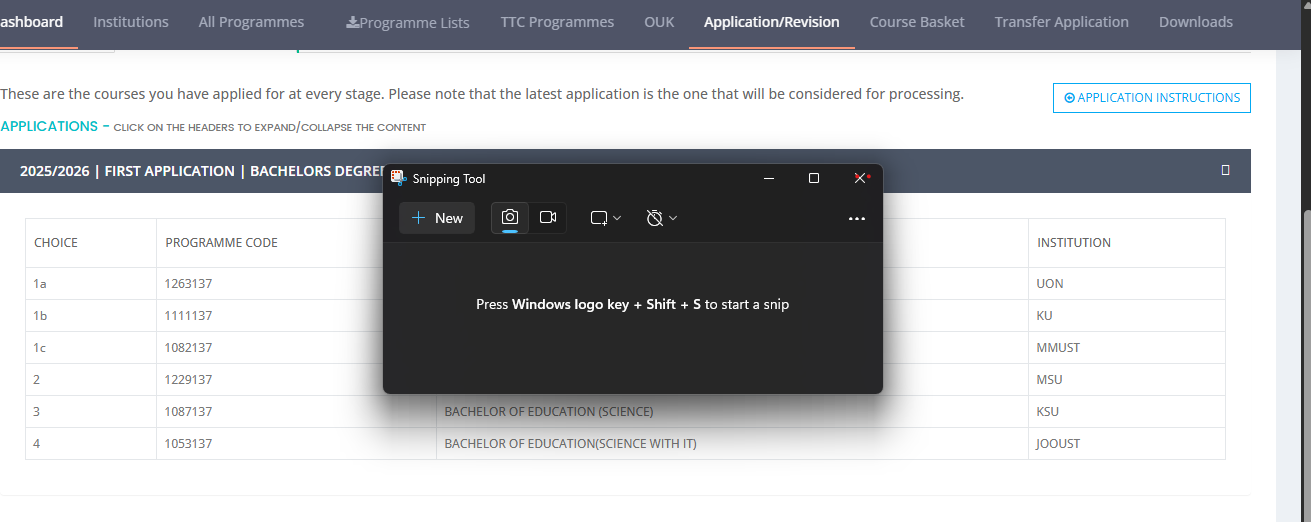 ashboard Institutions All Programmes Programme Lists TTC Programmes OUK Application/Revision Course Basket Transfer Application Downloads
These are the courses you have applied for at every stage. Please note that the latest application is the one that will be considered for processing.
APPLICATION INSTRUCTIONS
APPLICATIONS - CLICK ON THE HEADERS TO EXPAND/COLLAPSE THE CONTENT
2025/2026 | FIRST APPLICATION | BACHELORS DEGREE
Snipping Tool
New
Press Windows logo key + Shift + S to start a snip
CHOICE PROGRAMME CODE INSTITUTION
1a 1263137 UON
1b 1111137 KU
1c 1082137 MMUST
2 1229137 MSU
3 1087137 BACHELOR OF EDUCATION (SCIENCE) KSU
4 1053137 BACHELOR OF EDUCATION(SCIENCE WITH IT) JOOUST